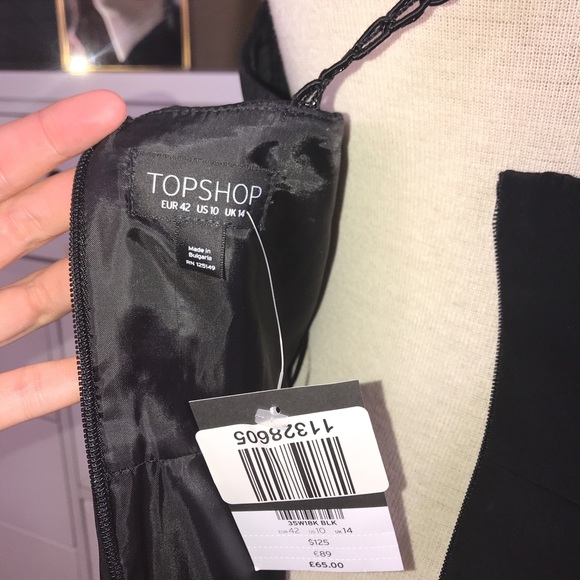 TOPSHOP
EUR 42 US 10 UK 14
Made in
Bulgaria
RN 125149
11328605
35W18K BLK
EUR 42 US 10 UK 14
$125
€89
£65.00